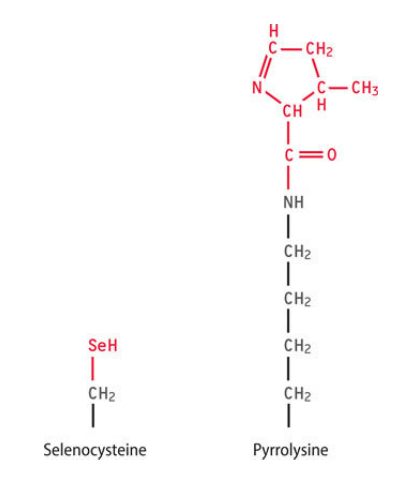 H
C CH₂
N C CH₃
CH H
C O
NH
CH₂
CH₂
SeH CH₂
CH₂ CH₂
Selenocysteine Pyrrolysine